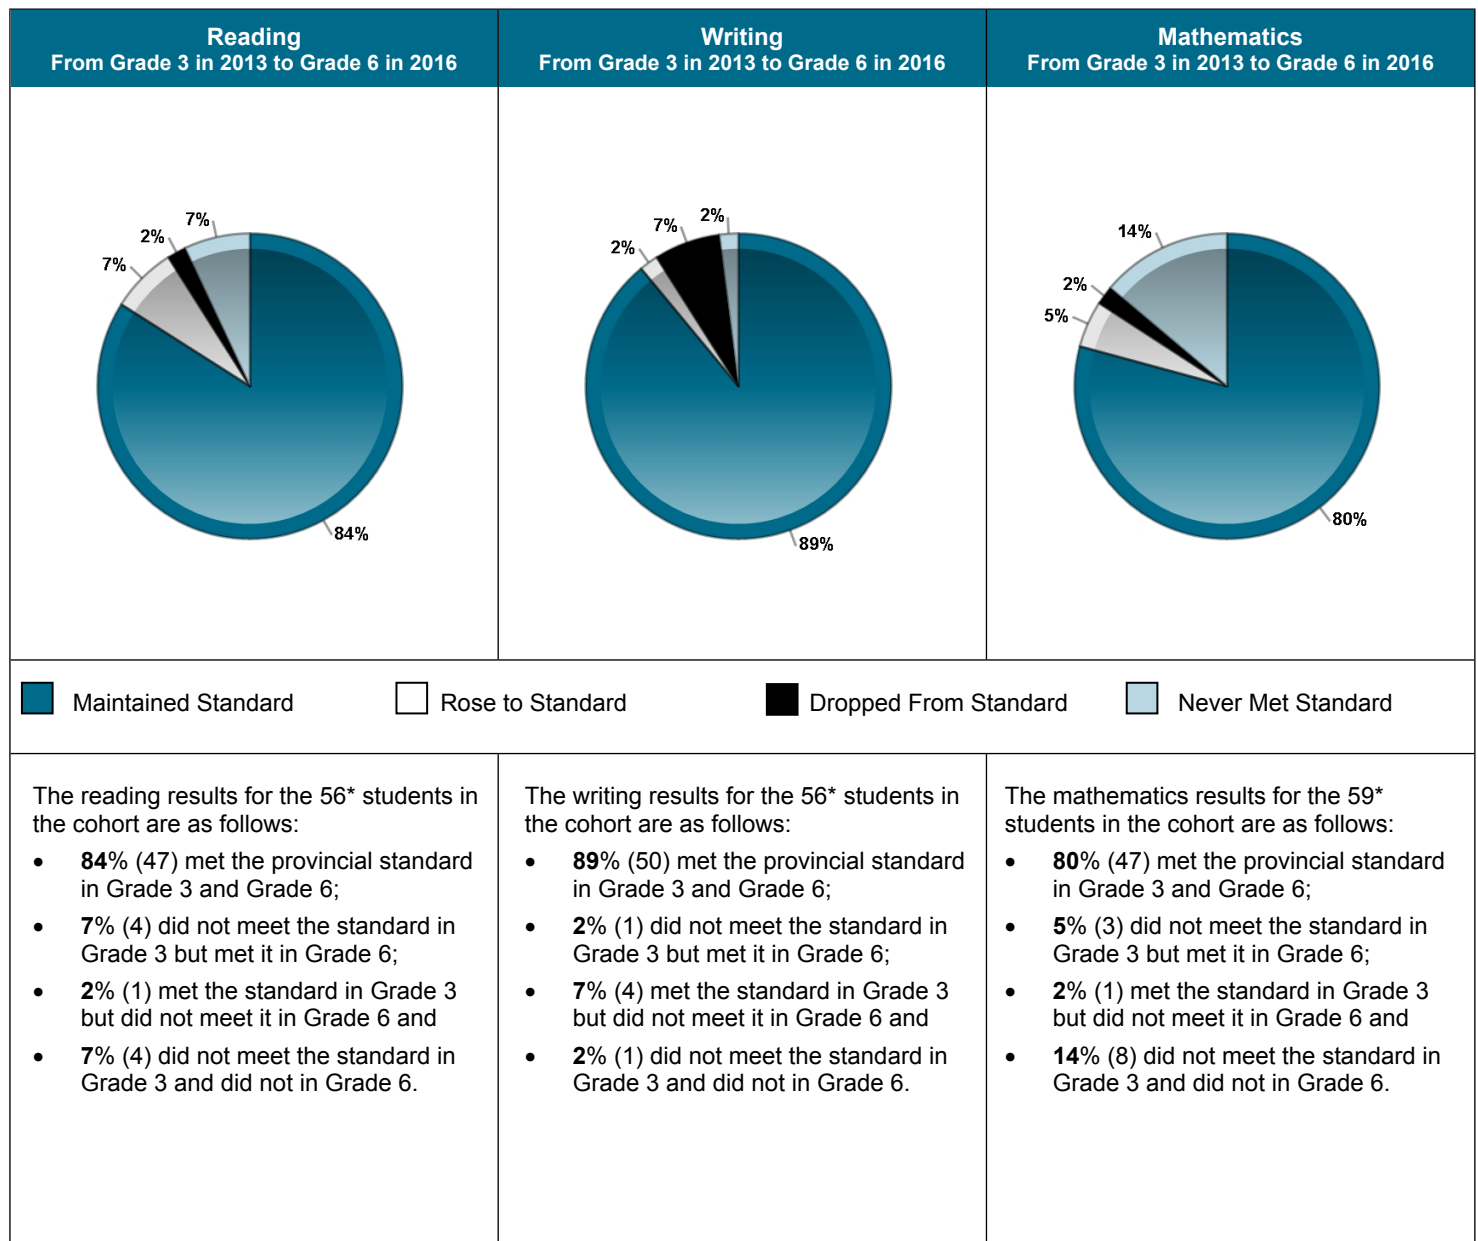 Reading
From Grade 3 in 2013 to Grade 6 in 2016
Writing
From Grade 3 in 2013 to Grade 6 in 2016
Mathematics
From Grade 3 in 2013 to Grade 6 in 2016
7%
2%
7%
84%
2%
7%
2%
89%
14%
2%
5%
80%
Maintained Standard
Rose to Standard
Dropped From Standard
Never Met Standard
The reading results for the 56* students in
the cohort are as follows:
• 84% (47) met the provincial standard
in Grade 3 and Grade 6;
• 7% (4) did not meet the standard in
Grade 3 but met it in Grade 6;
• 2% (1) met the standard in Grade 3
but did not meet it in Grade 6 and
• 7% (4) did not meet the standard in
Grade 3 and did not in Grade 6.
The writing results for the 56* students in
the cohort are as follows:
• 89% (50) met the provincial standard
in Grade 3 and Grade 6;
• 2% (1) did not meet the standard in
Grade 3 but met it in Grade 6;
• 7% (4) met the standard in Grade 3
but did not meet it in Grade 6 and
• 2% (1) did not meet the standard in
Grade 3 and did not in Grade 6.
The mathematics results for the 59*
students in the cohort are as follows:
• 80% (47) met the provincial standard
in Grade 3 and Grade 6;
• 5% (3) did not meet the standard in
Grade 3 but met it in Grade 6;
• 2% (1) met the standard in Grade 3
but did not meet it in Grade 6 and
• 14% (8) did not meet the standard in
Grade 3 and did not in Grade 6.